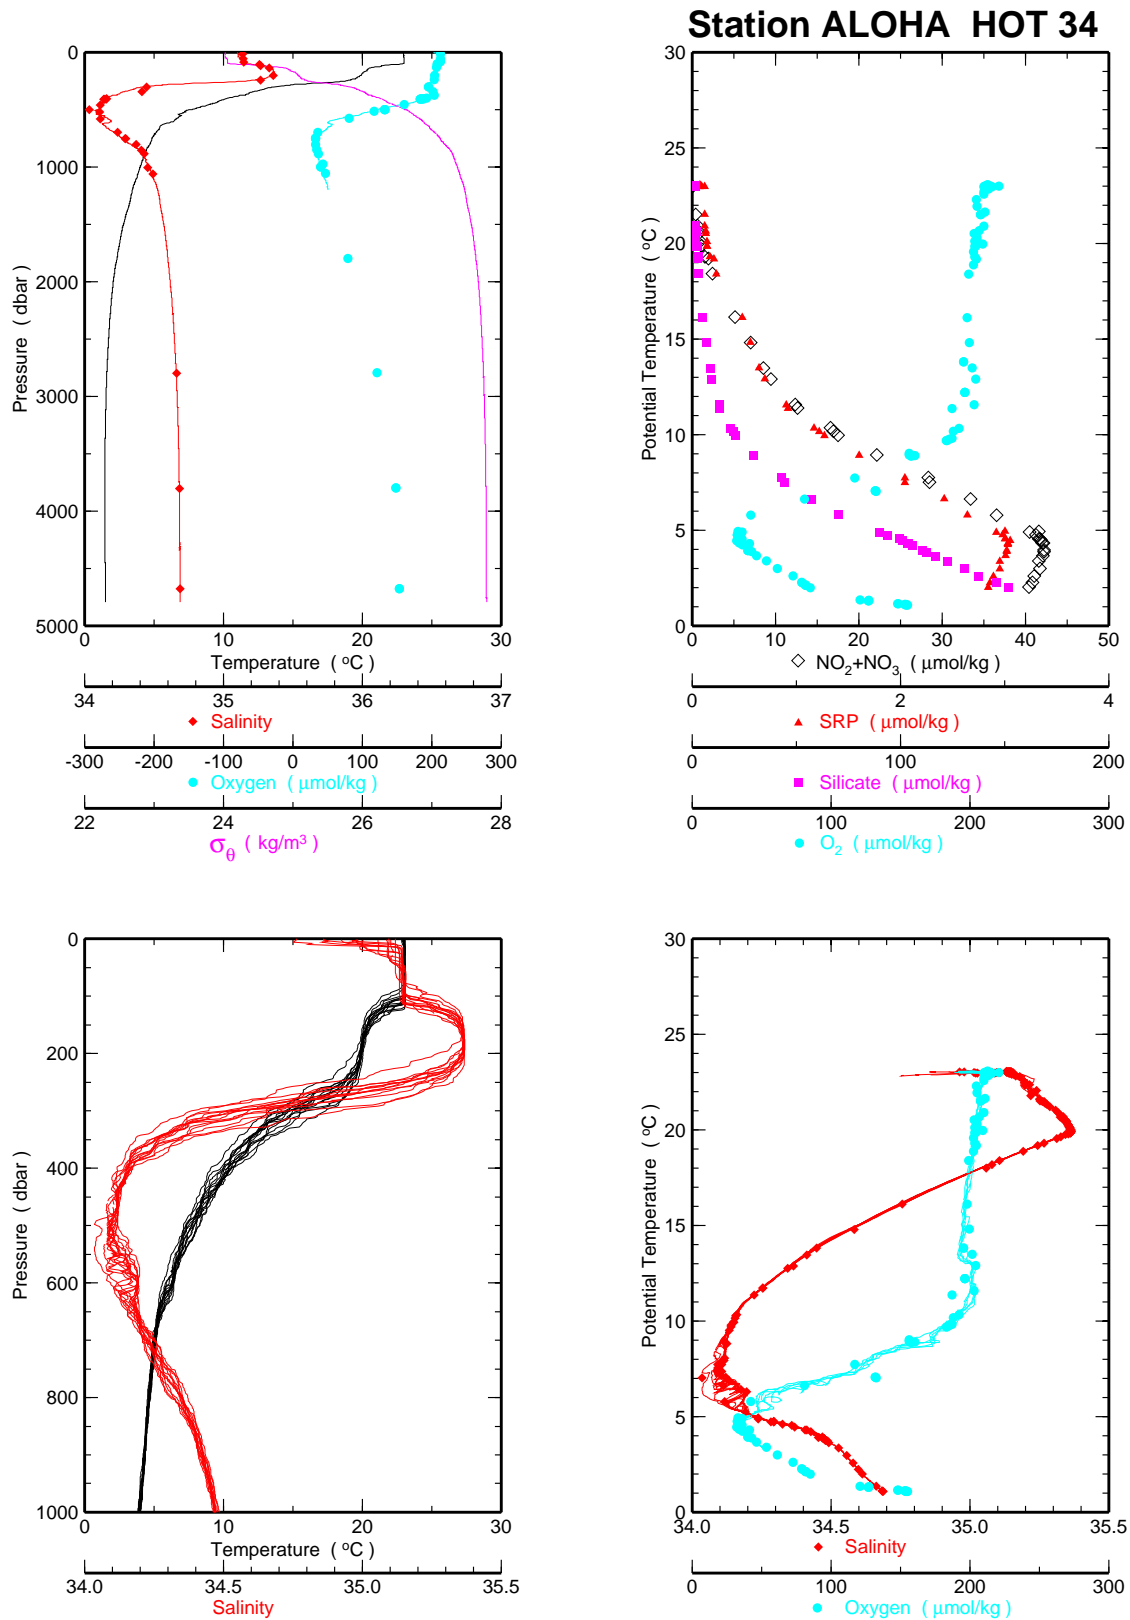 Station ALOHA  HOT 34
0
1000
2000
3000
4000
5000
Pressure ( dbar )
0 10 20 30
Temperature ( °C )
34 35 36 37
Salinity
-300 -200 -100 0 100 200 300
Oxygen ( μmol/kg )
22 24 26 28
σθ ( kg/m³ )
30
25
20
15
10
5
0
Potential Temperature ( °C )
0 10 20 30 40 50
NO₂+NO₃ ( μmol/kg )
0 2 4
SRP ( μmol/kg )
0 100 200
Silicate ( μmol/kg )
0 100 200 300
O₂ ( μmol/kg )
0
200
400
600
800
1000
Pressure ( dbar )
0 10 20 30
Temperature ( °C )
34.0 34.5 35.0 35.5
Salinity
30
25
20
15
10
5
0
Potential Temperature ( °C )
34.0 34.5 35.0 35.5
Salinity
0 100 200 300
Oxygen ( μmol/kg )